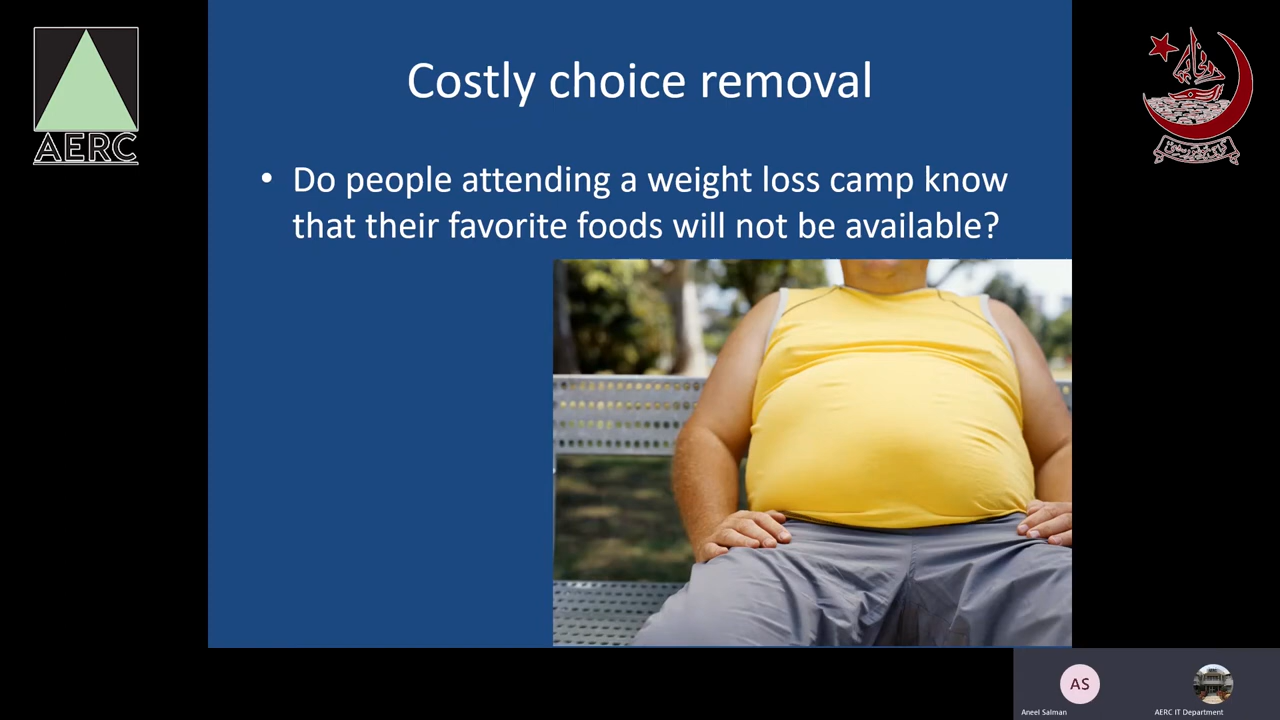 Costly choice removal
• Do people attending a weight loss camp know
that their favorite foods will not be available?
AERC
AS
Aneel Salman
AERC IT Department